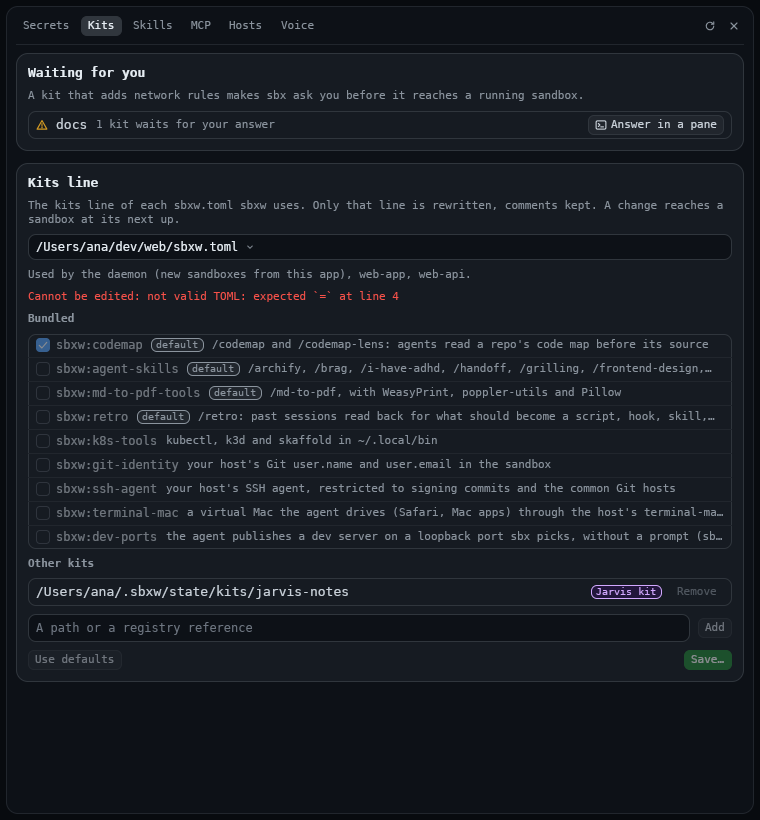 Secrets Kits Skills MCP Hosts Voice
Waiting for you
A kit that adds network rules makes sbx ask you before it reaches a running sandbox.
docs 1 kit waits for your answer Answer in a pane
Kits line
The kits line of each sbxw.toml sbxw uses. Only that line is rewritten, comments kept. A change reaches a
sandbox at its next up.
/Users/ana/dev/web/sbxw.toml
Used by the daemon (new sandboxes from this app), web-app, web-api.
Cannot be edited: not valid TOML: expected `=` at line 4
Bundled
sbxw:codemap default /codemap and /codemap-lens: agents read a repo's code map before its source
sbxw:agent-skills default /archify, /brag, /i-have-adhd, /handoff, /grilling, /frontend-design,…
sbxw:md-to-pdf-tools default /md-to-pdf, with WeasyPrint, poppler-utils and Pillow
sbxw:retro default /retro: past sessions read back for what should become a script, hook, skill,…
sbxw:k8s-tools kubectl, k3d and skaffold in ~/.local/bin
sbxw:git-identity your host's Git user.name and user.email in the sandbox
sbxw:ssh-agent your host's SSH agent, restricted to signing commits and the common Git hosts
sbxw:terminal-mac a virtual Mac the agent drives (Safari, Mac apps) through the host's terminal-ma…
sbxw:dev-ports the agent publishes a dev server on a loopback port sbx picks, without a prompt (sb…
Other kits
/Users/ana/.sbxw/state/kits/jarvis-notes Jarvis kit Remove
A path or a registry reference Add
Use defaults Save…